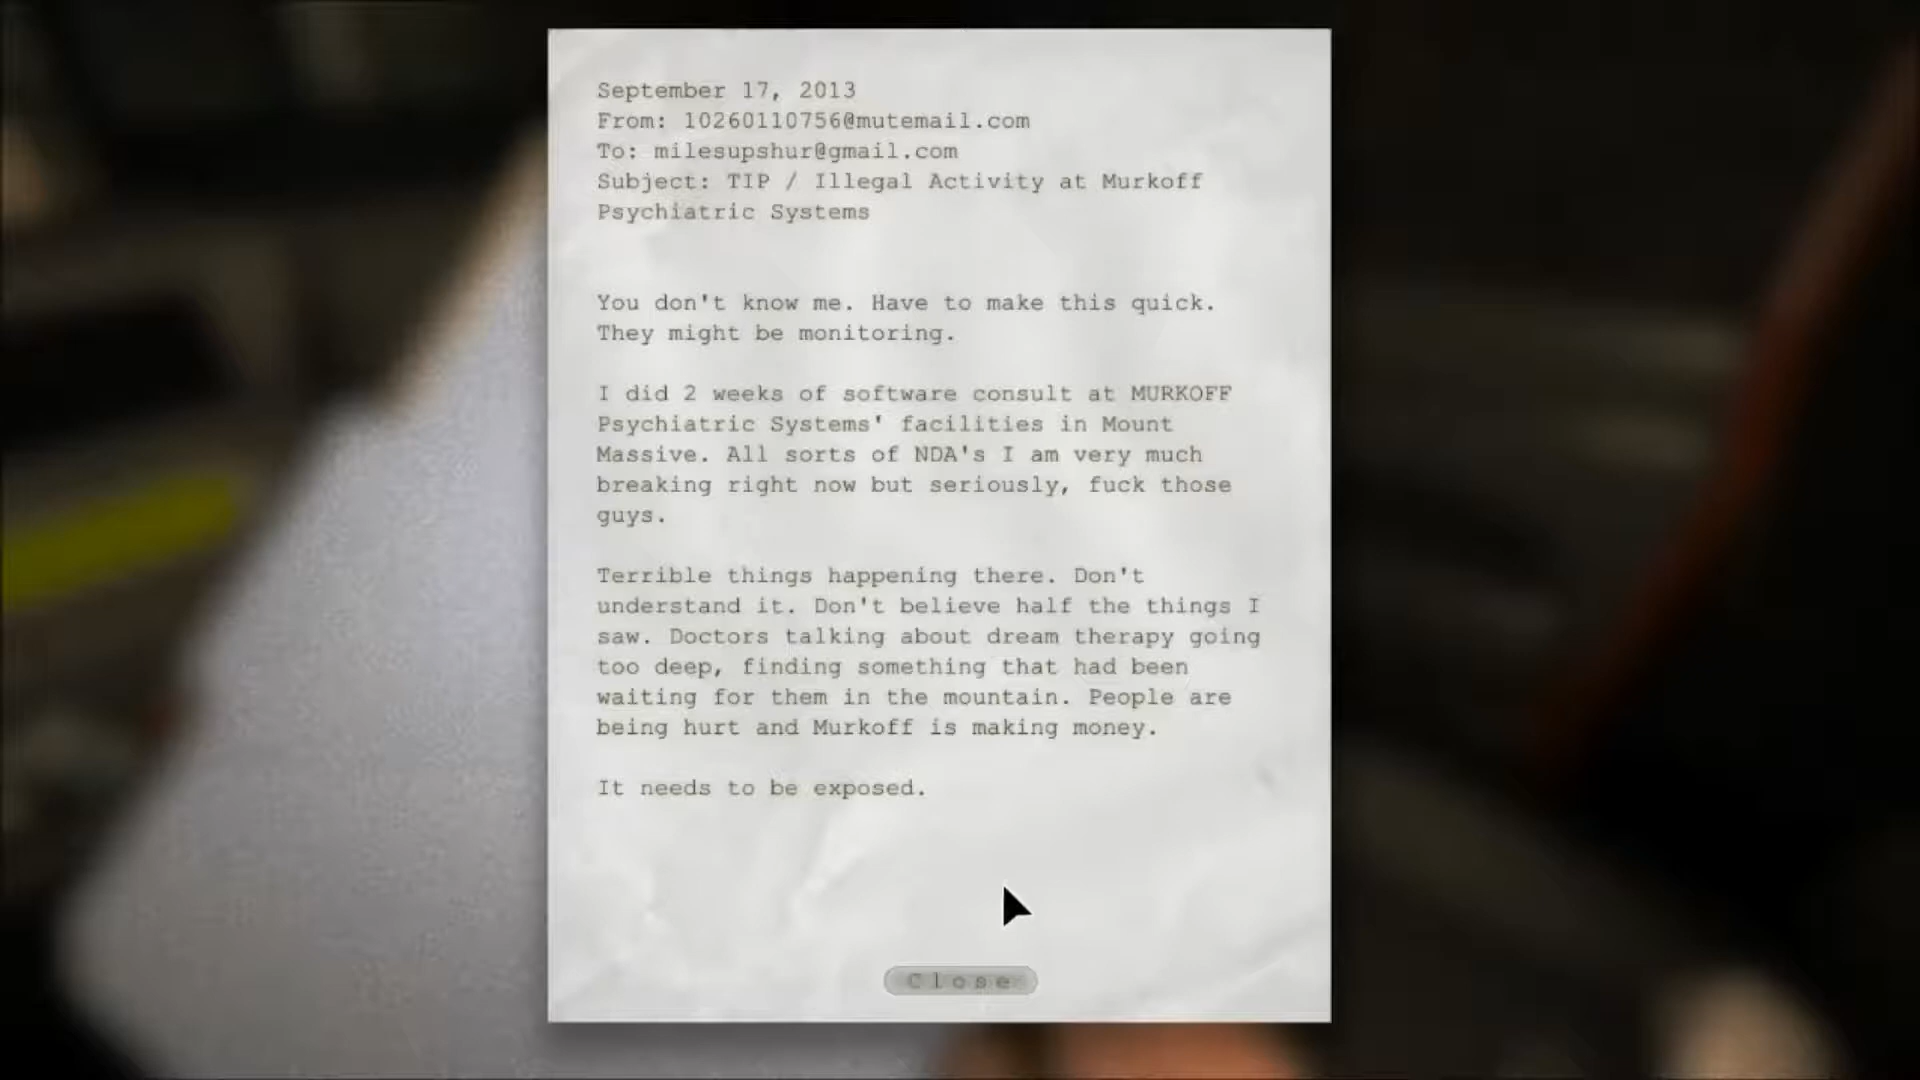 September 17, 2013
From: 10260110756@mutemail.com
To: milesupshur@gmail.com
Subject: TIP / Illegal Activity at Murkoff
Psychiatric Systems
You don't know me. Have to make this quick.
They might be monitoring.
I did 2 weeks of software consult at MURKOFF
Psychiatric Systems' facilities in Mount
Massive. All sorts of NDA's I am very much
breaking right now but seriously, fuck those
guys.
Terrible things happening there. Don't
understand it. Don't believe half the things I
saw. Doctors talking about dream therapy going
too deep, finding something that had been
waiting for them in the mountain. People are
being hurt and Murkoff is making money.
It needs to be exposed.
Close